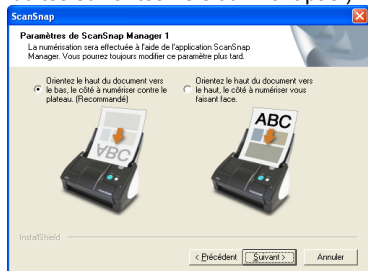 ScanSnap
Paramètres de ScanSnap Manager 1
La numérisation sera effectuée à l'aide de l'application ScanSnap
Manager. Vous pourrez toujours modifier ce paramètre plus tard.
Orientez le haut du document vers
le bas, le côté à numériser contre le
plateau. (Recommandé)
Orientez le haut du document vers
le haut, le côté à numériser vous
faisant face.
ABC
ABC
InstallShield
< Précédent
Suivant >
Annuler